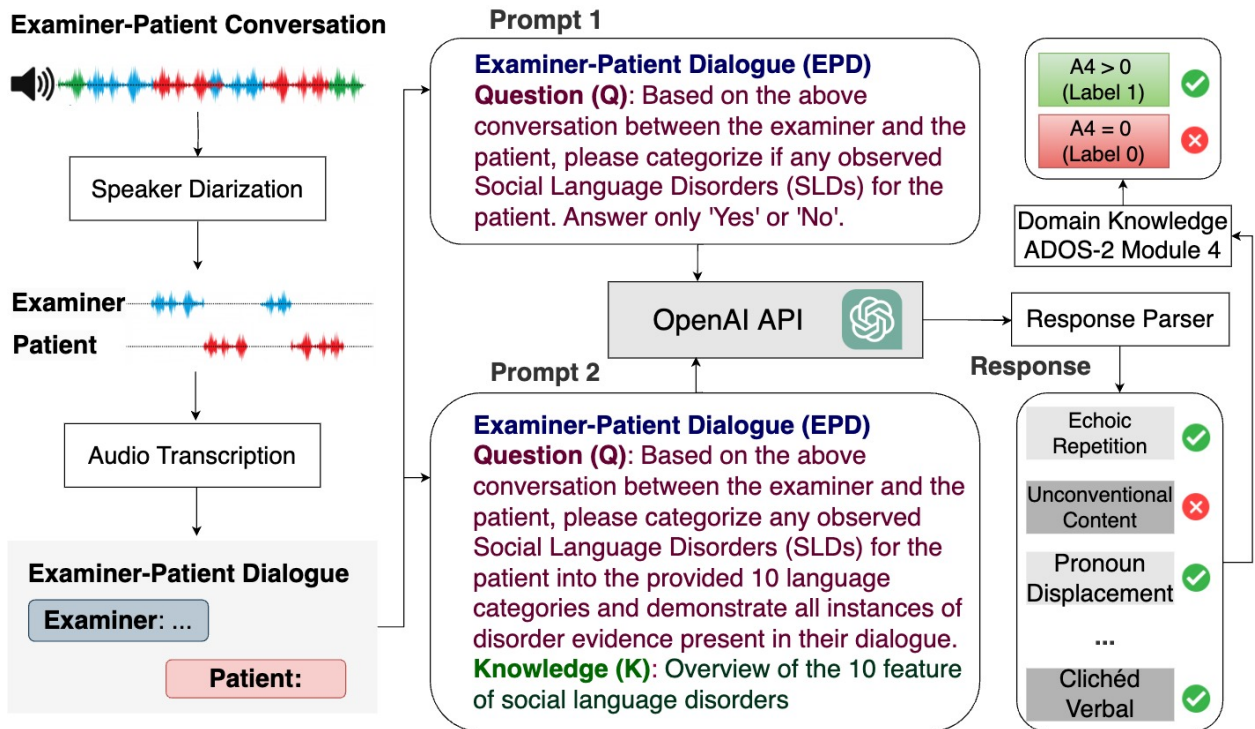 Examiner-Patient Conversation
Speaker Diarization
Examiner
Patient
Audio Transcription
Examiner-Patient Dialogue
Examiner: ...
Patient:
Prompt 1
Examiner-Patient Dialogue (EPD)
Question (Q): Based on the above
conversation between the examiner and the
patient, please categorize if any observed
Social Language Disorders (SLDs) for the
patient. Answer only 'Yes' or 'No'.
OpenAI API
Prompt 2
Examiner-Patient Dialogue (EPD)
Question (Q): Based on the above
conversation between the examiner and the
patient, please categorize any observed
Social Language Disorders (SLDs) for the
patient into the provided 10 language
categories and demonstrate all instances of
disorder evidence present in their dialogue.
Knowledge (K): Overview of the 10 feature
of social language disorders
A4 > 0
(Label 1)
A4 = 0
(Label 0)
Domain Knowledge
ADOS-2 Module 4
Response Parser
Response
Echoic
Repetition
Unconventional
Content
Pronoun
Displacement
...
Clichéd
Verbal